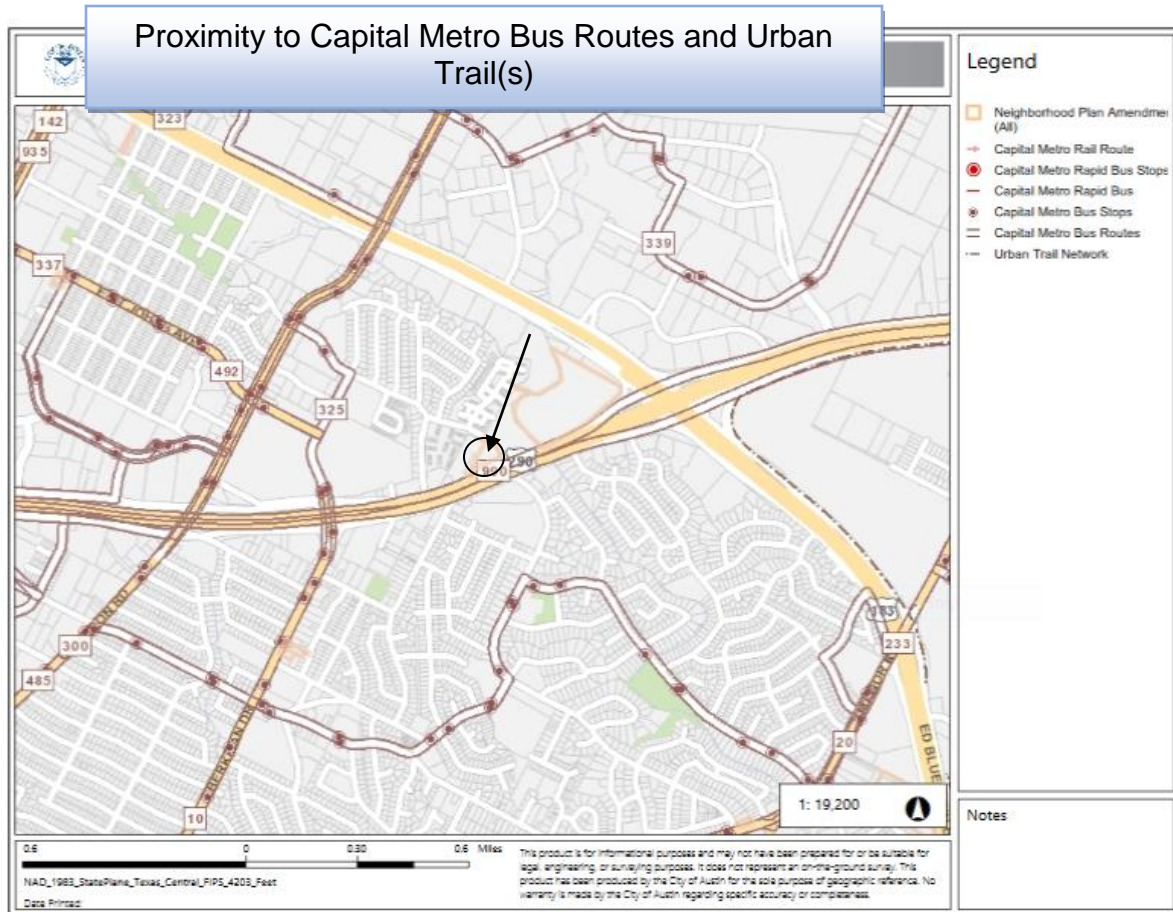 Proximity to Capital Metro Bus Routes and Urban
Trail(s)
Legend
Neighborhood Plan Amendmer
(All)
Capital Metro Rail Route
Capital Metro Rapid Bus Stops
Capital Metro Rapid Bus
Capital Metro Bus Stops
Capital Metro Bus Routes
Urban Trail Network
142
323
935
339
337
492
325
290
990
183
300
233
485
20
ED BLUE
BERKMAN DR
10
1: 19,200
Notes
0.6
0
0.30
0.6 Miles
NAD_1983_StatePlane_Texas_Central_FIPS_4203_Feet
Date Printed:
This product is for informational purposes and may not have been prepared for or be suitable for
legal, engineering, or surveying purposes. It does not represent an on-the-ground survey. This
product has been produced by the City of Austin for the sole purpose of geographic reference. No
warranty is made by the City of Austin regarding specific accuracy or completeness.